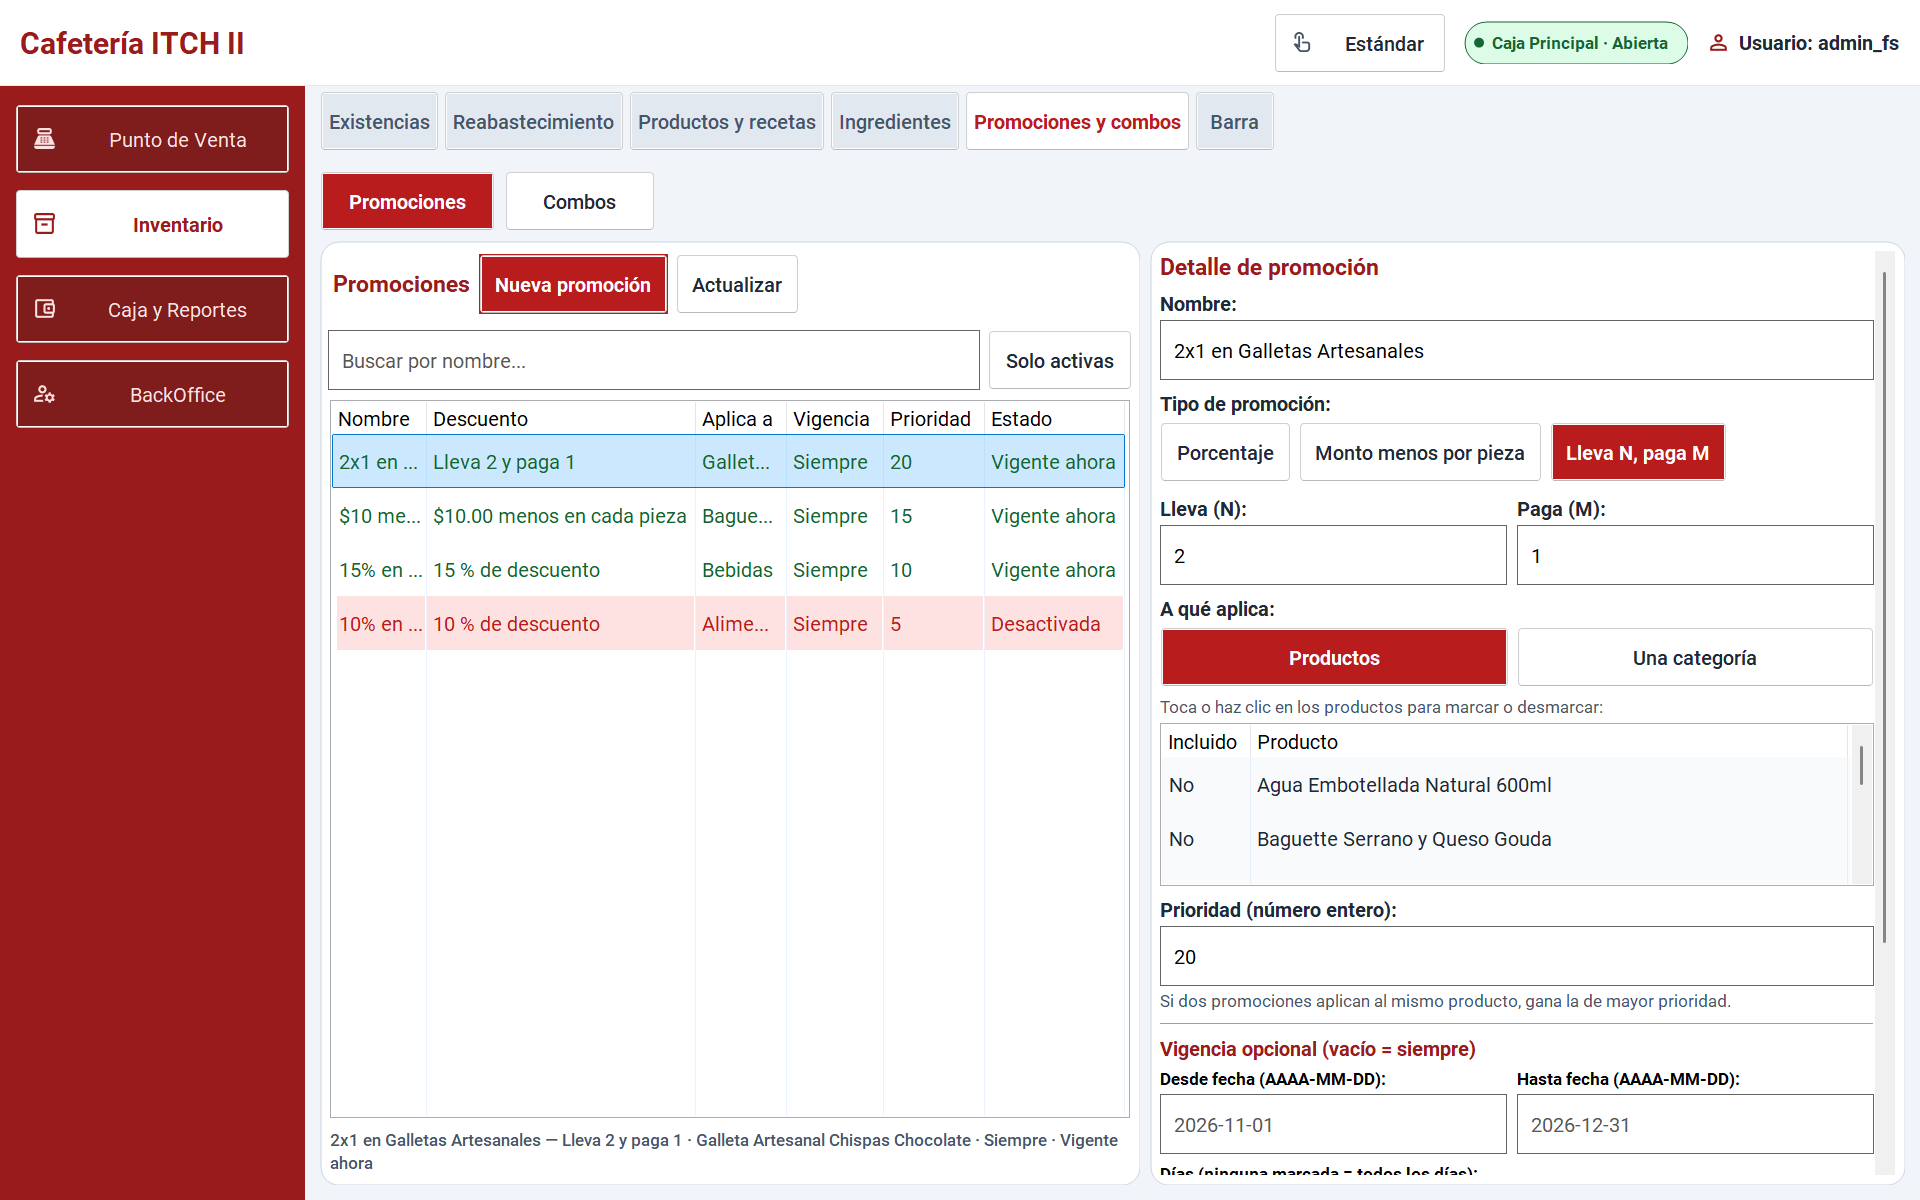 Cafetería ITCH II
Estándar
Caja Principal · Abierta
Usuario: admin_fs
Punto de Venta
Inventario
Caja y Reportes
BackOffice
Existencias
Reabastecimiento
Productos y recetas
Ingredientes
Promociones y combos
Barra
Promociones
Combos
Promociones
Nueva promoción
Actualizar
Buscar por nombre...
Solo activas
Nombre Descuento Aplica a Vigencia Prioridad Estado
2x1 en ... Lleva 2 y paga 1 Gallet... Siempre 20 Vigente ahora
$10 me... $10.00 menos en cada pieza Bague... Siempre 15 Vigente ahora
15% en ... 15 % de descuento Bebidas Siempre 10 Vigente ahora
10% en ... 10 % de descuento Alime... Siempre 5 Desactivada
2x1 en Galletas Artesanales — Lleva 2 y paga 1 · Galleta Artesanal Chispas Chocolate · Siempre · Vigente
ahora
Detalle de promoción
Nombre:
2x1 en Galletas Artesanales
Tipo de promoción:
Porcentaje
Monto menos por pieza
Lleva N, paga M
Lleva (N): Paga (M):
2 1
A qué aplica:
Productos
Una categoría
Toca o haz clic en los productos para marcar o desmarcar:
Incluido Producto
No Agua Embotellada Natural 600ml
No Baguette Serrano y Queso Gouda
Prioridad (número entero):
20
Si dos promociones aplican al mismo producto, gana la de mayor prioridad.
Vigencia opcional (vacío = siempre)
Desde fecha (AAAA-MM-DD): Hasta fecha (AAAA-MM-DD):
2026-11-01 2026-12-31
Días (ninguna marcada = todos los días):